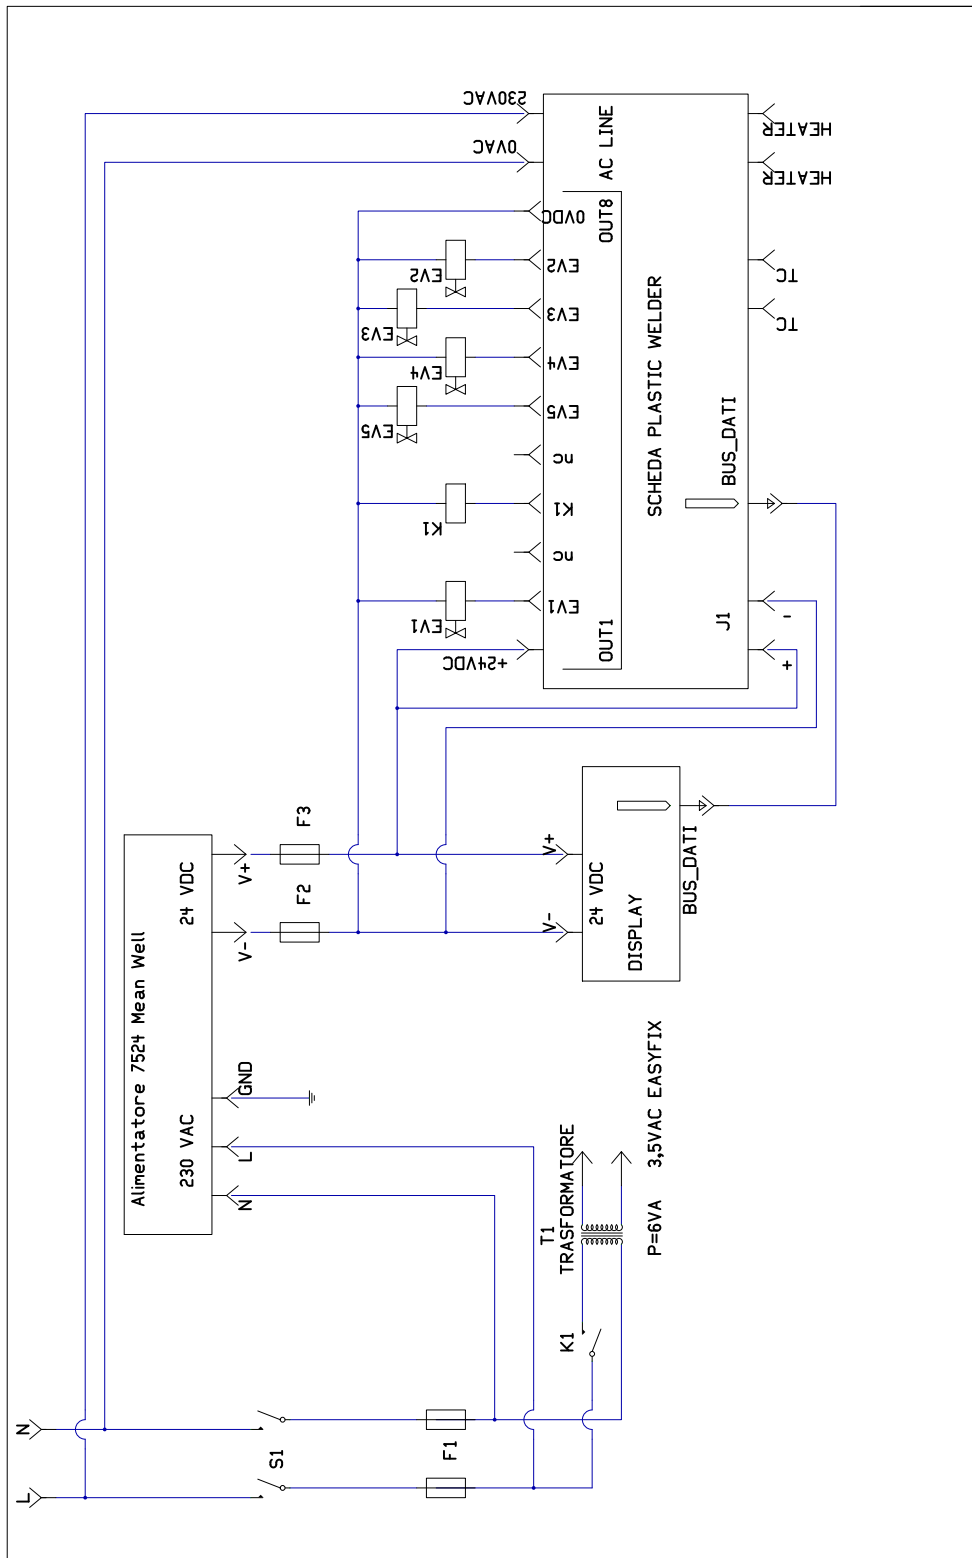 230VAC
0VAC
AC LINE
HEATER
HEATER
0VDC
OUT8
EV2
EV2
TC
EV3
EV3
TC
EV4
EV4
EV5
EV5
SCHEDA PLASTIC WELDER
BUS_DATI
nc
K1
K1
nc
EV1
EV1
OUT1
J1
-
+24VDC
+
Alimentatore 7524 Mean Well
24 VDC
V+
F3
V-
F2
230 VAC
GND
L
N
V+
V-
24 VDC
DISPLAY
BUS_DATI
T1
TRASFORMATORE
P=6VA 3,5VAC EASYFIX
K1
N
L
S1
F1